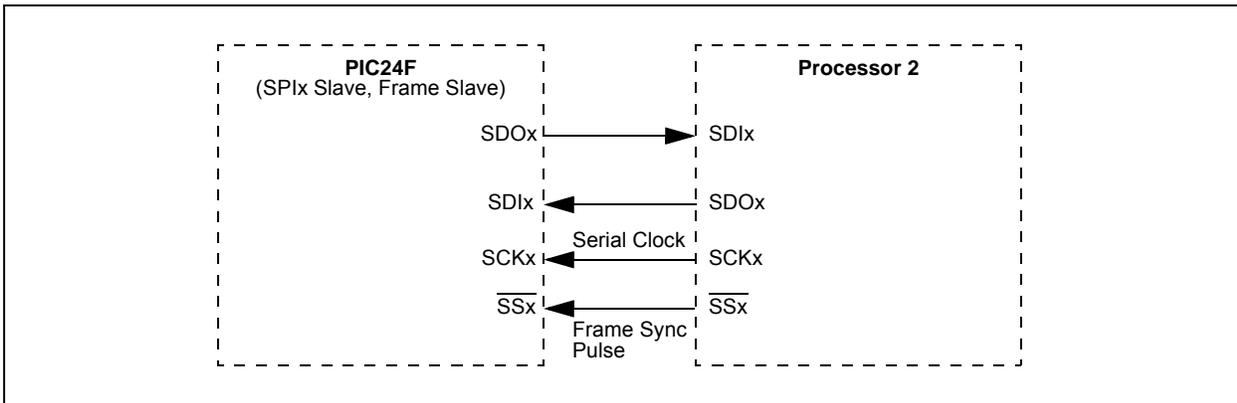 PIC24F
(SPIx Slave, Frame Slave)
Processor 2
SDOx
SDIx
SDIx
SDOx
Serial Clock
SCKx
SCKx
SSx
SSx
Frame Sync
Pulse